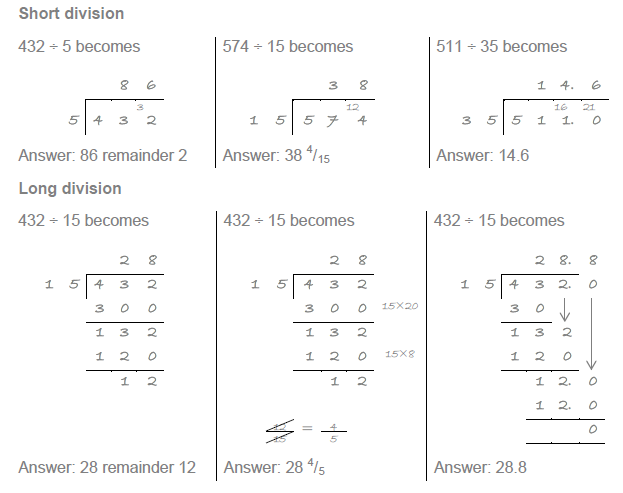 Short division
432 ÷ 5 becomes
8 6
3
5 4 3 2
Answer: 86 remainder 2
574 ÷ 15 becomes
3 8
12
1 5 5 7 4
Answer: 38 4/15
511 ÷ 35 becomes
1 4. 6
16 21
3 5 5 1 1. 0
Answer: 14.6
Long division
432 ÷ 15 becomes
2 8
1 5 4 3 2
3 0 0
1 3 2
1 2 0
1 2
Answer: 28 remainder 12
432 ÷ 15 becomes
2 8
1 5 4 3 2
3 0 0 15×20
1 3 2
1 2 0 15×8
1 2
12/15 = 4/5
Answer: 28 4/5
432 ÷ 15 becomes
2 8. 8
1 5 4 3 2. 0
3 0
1 3 2
1 2 0
1 2. 0
1 2. 0
0
Answer: 28.8